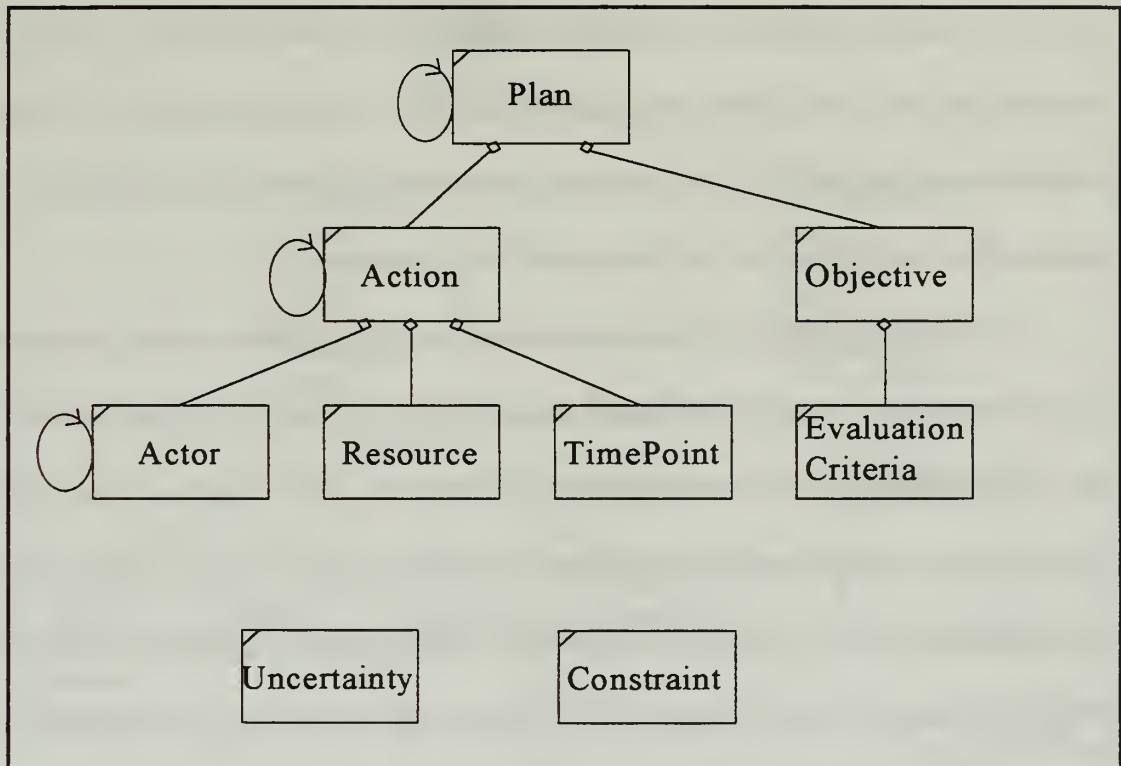 Plan
Action
Objective
Actor
Resource
TimePoint
Evaluation
Criteria
Uncertainty
Constraint